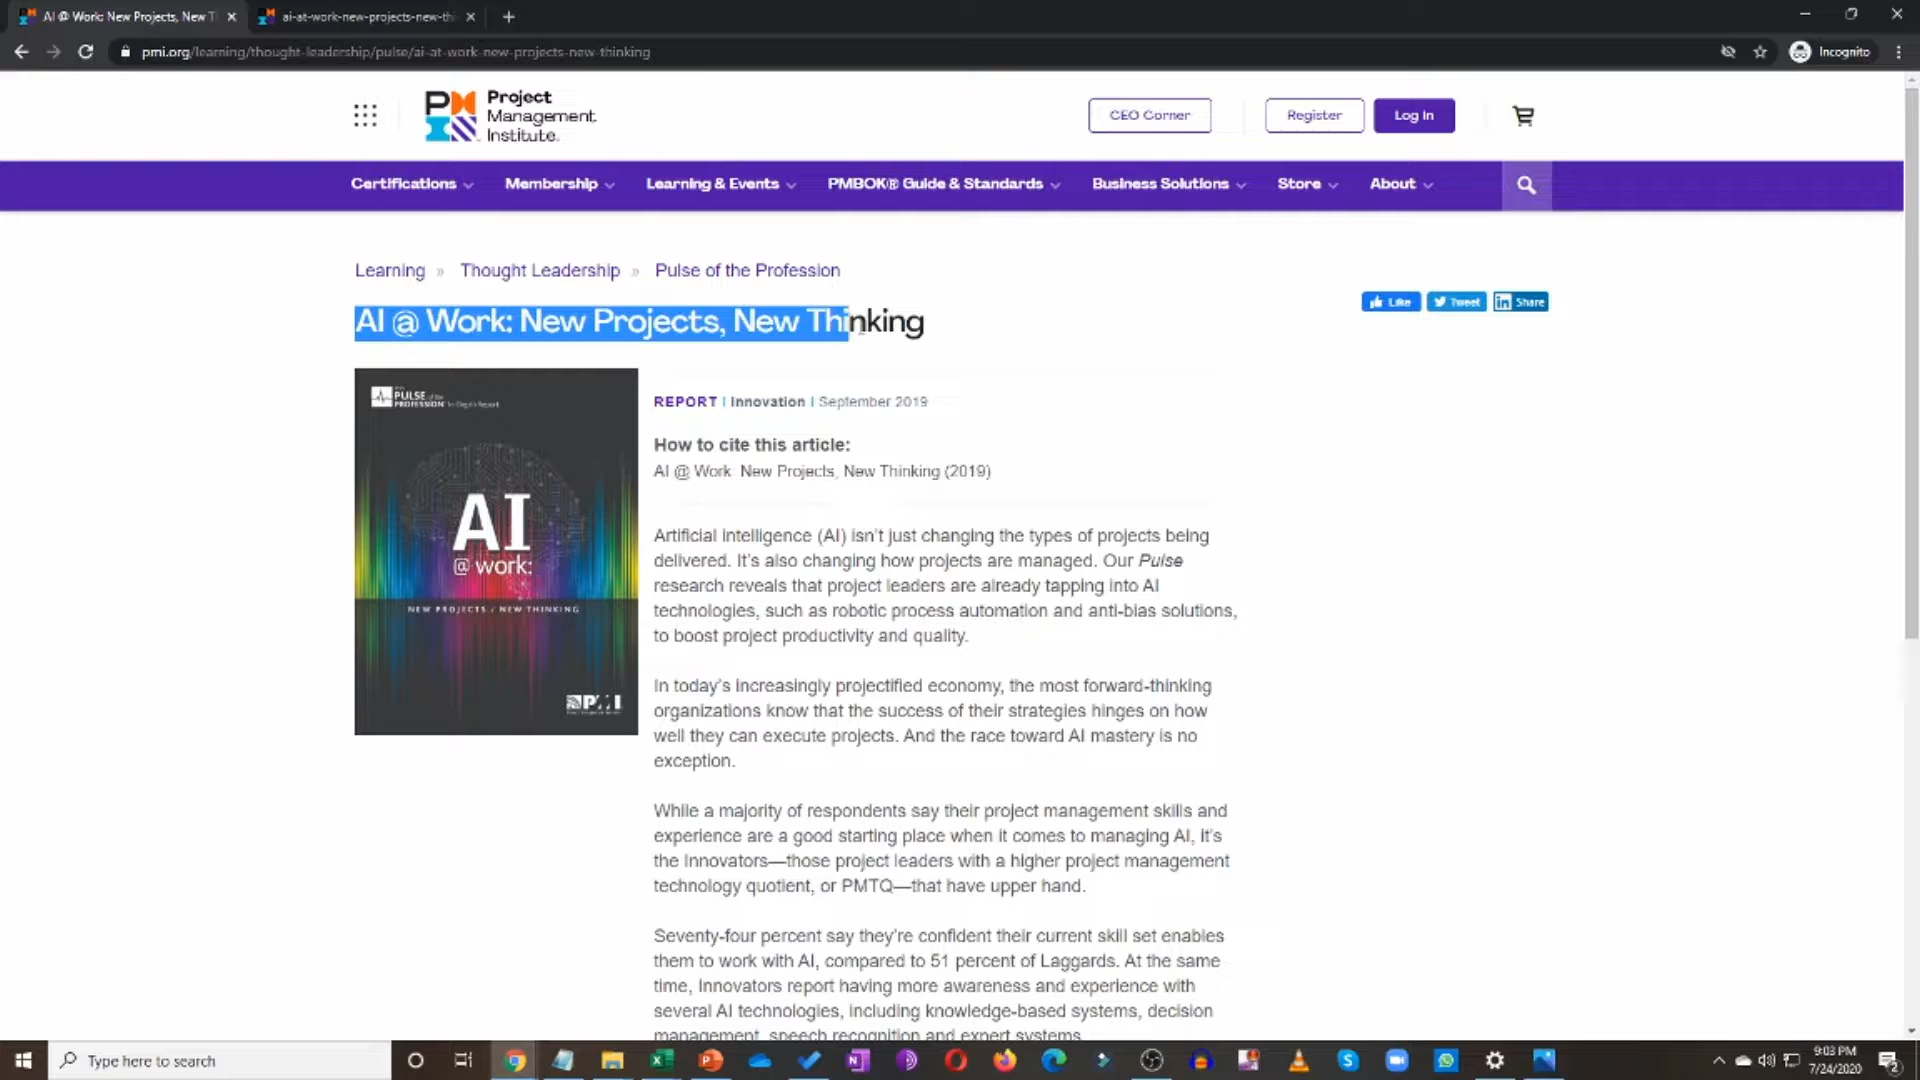 AI @ Work: New Projects, New T
ai-at-work-new-projects-new-th
pmi.org/learning/thought-leadership/pulse/ai-at-work-new-projects-new-thinking
Incognito
Project
Management
Institute.
CEO Corner
Register
Log In
Certifications
Membership
Learning & Events
PMBOK® Guide & Standards
Business Solutions
Store
About
Learning » Thought Leadership » Pulse of the Profession
AI @ Work: New Projects, New Thinking
Like
Tweet
Share
PULSE of the
PROFESSION In-Depth Report
AI
@ work:
NEW PROJECTS / NEW THINKING
PMI
REPORT | Innovation | September 2019
How to cite this article:
AI @ Work: New Projects, New Thinking (2019)
Artificial intelligence (AI) isn't just changing the types of projects being
delivered. It's also changing how projects are managed. Our Pulse
research reveals that project leaders are already tapping into AI
technologies, such as robotic process automation and anti-bias solutions,
to boost project productivity and quality.
In today's increasingly projectified economy, the most forward-thinking
organizations know that the success of their strategies hinges on how
well they can execute projects. And the race toward AI mastery is no
exception.
While a majority of respondents say their project management skills and
experience are a good starting place when it comes to managing AI, it's
the Innovators—those project leaders with a higher project management
technology quotient, or PMTQ—that have upper hand.
Seventy-four percent say they're confident their current skill set enables
them to work with AI, compared to 51 percent of Laggards. At the same
time, Innovators report having more awareness and experience with
several AI technologies, including knowledge-based systems, decision
management, speech recognition and expert systems.
Type here to search
9:03 PM
7/24/2020